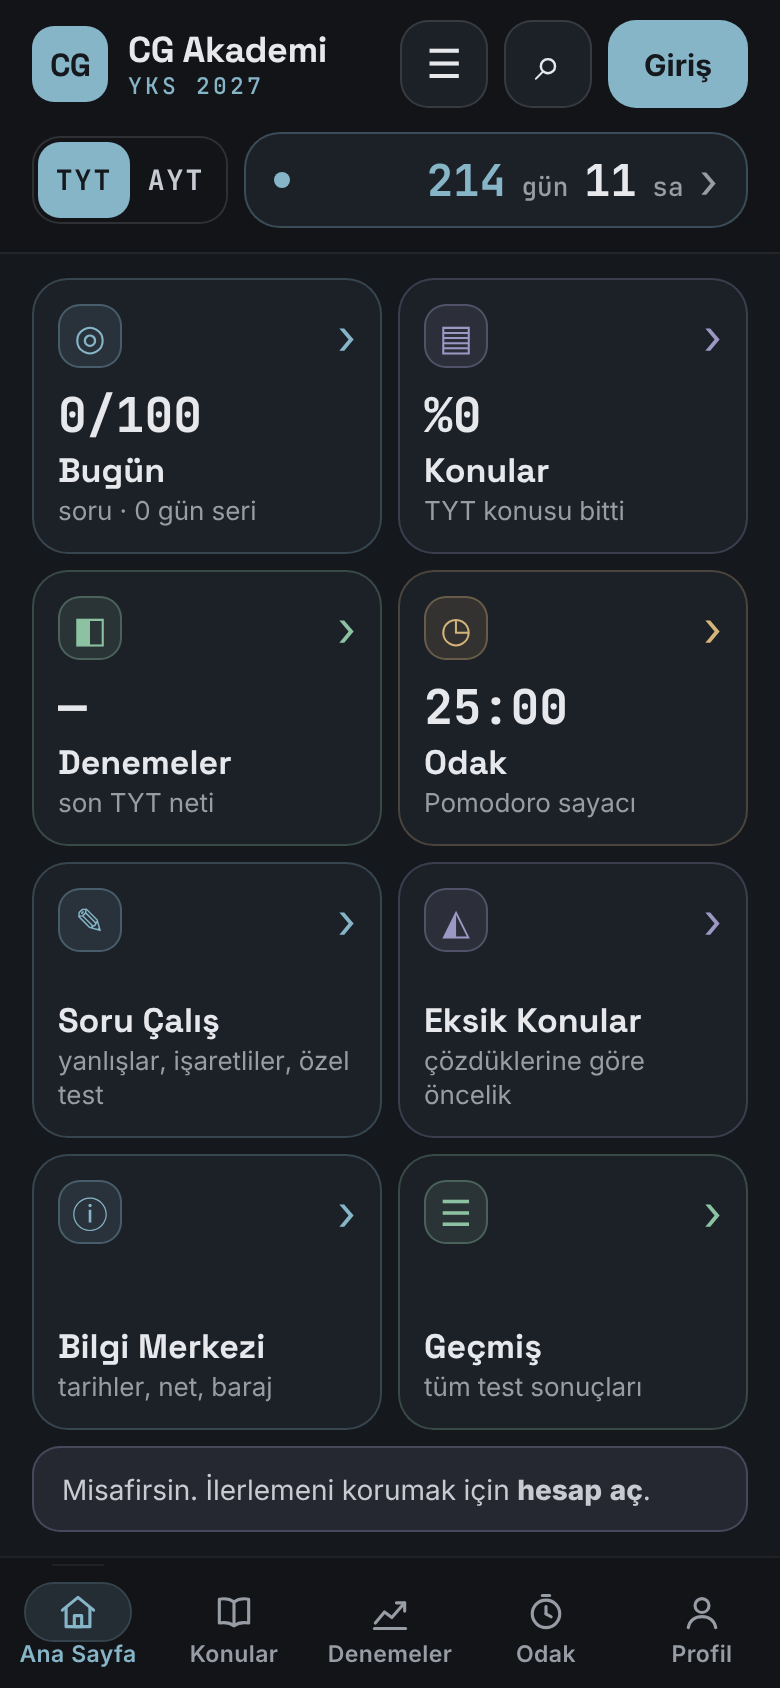 CG
CG Akademi
YKS 2027
Giriş
TYT AYT
214 gün 11 sa
0/100
Bugün
soru · 0 gün seri
%0
Konular
TYT konusu bitti
—
Denemeler
son TYT neti
25:00
Odak
Pomodoro sayacı
Soru Çalış
yanlışlar, işaretliler, özel
test
Eksik Konular
çözdüklerine göre
öncelik
Bilgi Merkezi
tarihler, net, baraj
Geçmiş
tüm test sonuçları
Misafirsin. İlerlemeni korumak için hesap aç.
Ana Sayfa
Konular
Denemeler
Odak
Profil